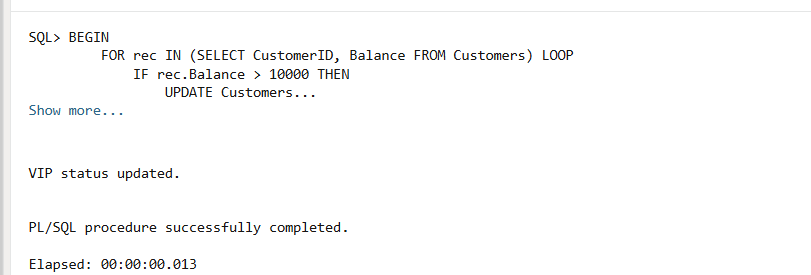 SQL> BEGIN
FOR rec IN (SELECT CustomerID, Balance FROM Customers) LOOP
IF rec.Balance > 10000 THEN
UPDATE Customers...
Show more...
VIP status updated.
PL/SQL procedure successfully completed.
Elapsed: 00:00:00.013